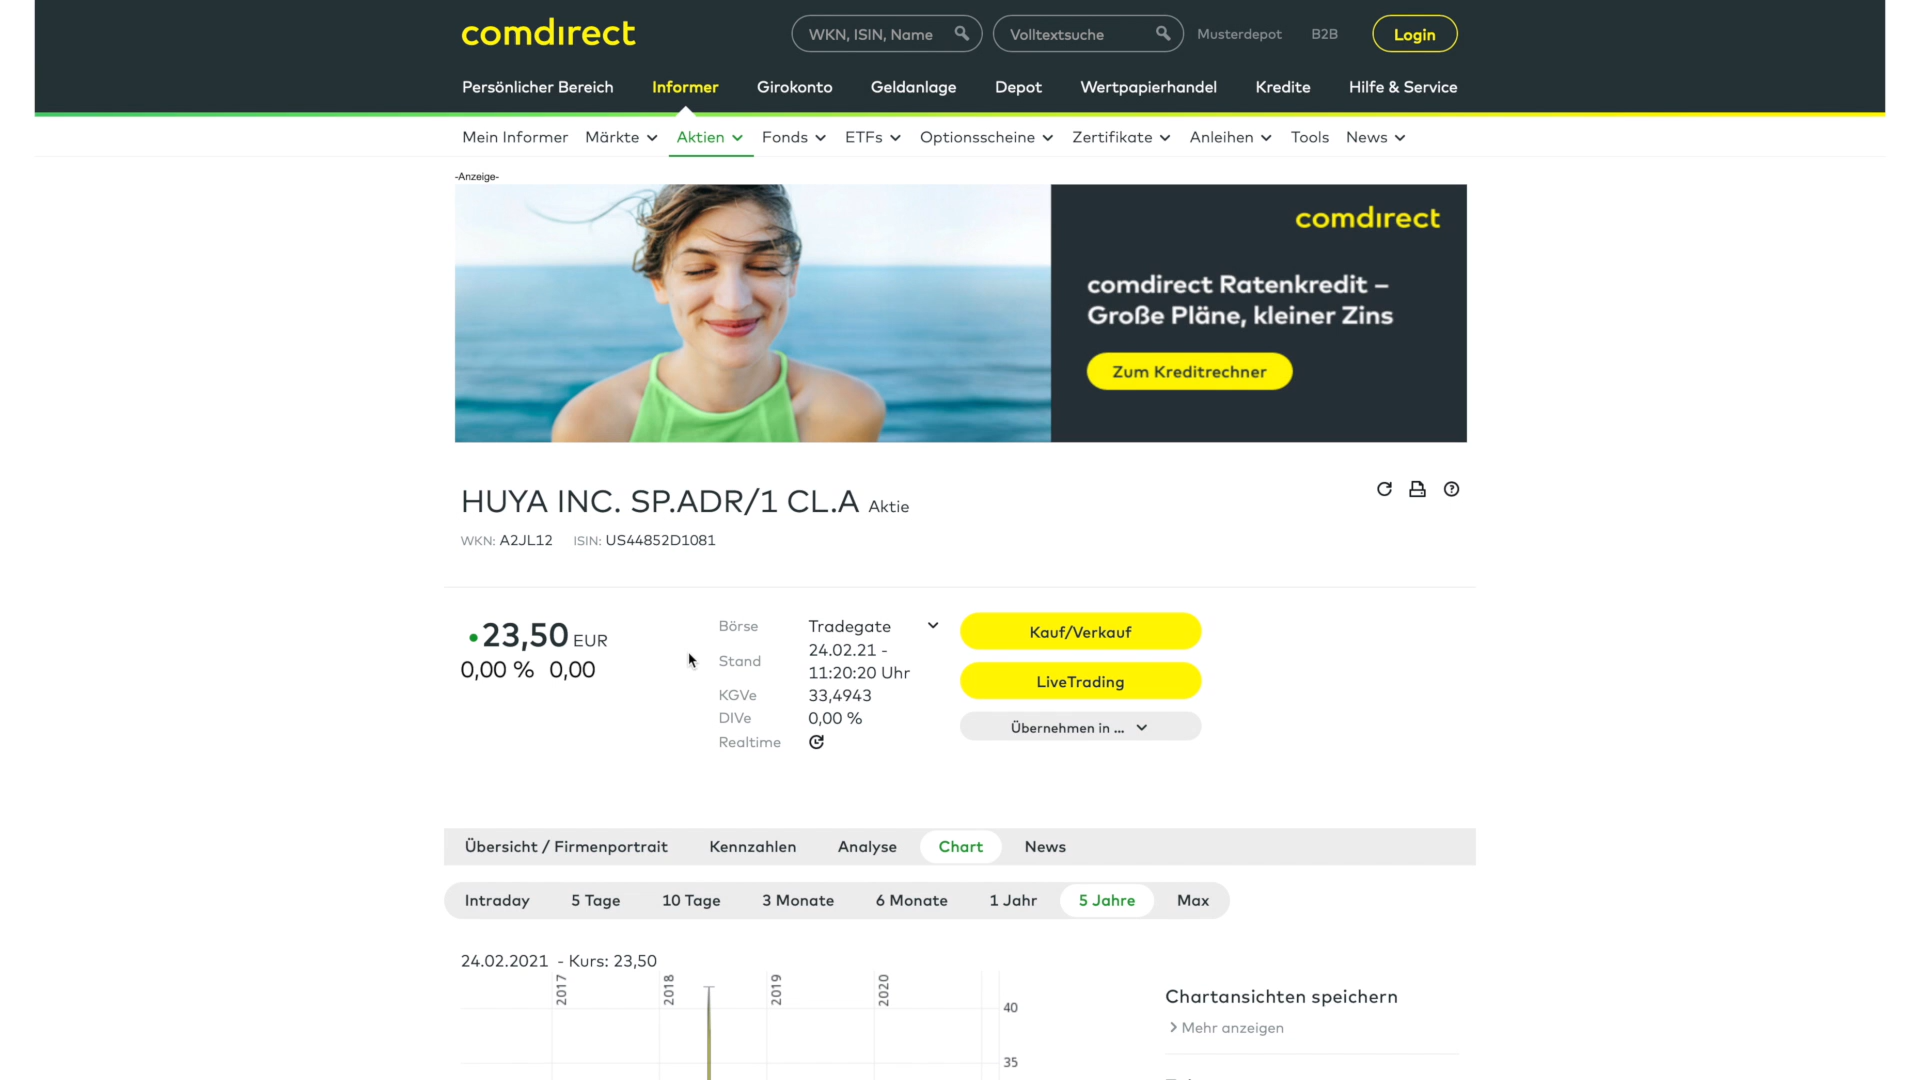 comdirect
WKN, ISIN, Name
Volltextsuche
Musterdepot
B2B
Login
Persönlicher Bereich
Informer
Girokonto
Geldanlage
Depot
Wertpapierhandel
Kredite
Hilfe & Service
Mein Informer
Märkte
Aktien
Fonds
ETFs
Optionsscheine
Zertifikate
Anleihen
Tools
News
-Anzeige-
comdirect
comdirect Ratenkredit –
Große Pläne, kleiner Zins
Zum Kreditrechner
HUYA INC. SP.ADR/1 CL.A Aktie
WKN: A2JL12 ISIN: US44852D1081
23,50 EUR
0,00 % 0,00
Börse Tradegate
Stand 24.02.21 -
11:20:20 Uhr
KGVe 33,4943
DIVe 0,00 %
Realtime
Kauf/Verkauf
LiveTrading
Übernehmen in ...
Übersicht / Firmenportrait
Kennzahlen
Analyse
Chart
News
Intraday
5 Tage
10 Tage
3 Monate
6 Monate
1 Jahr
5 Jahre
Max
24.02.2021 - Kurs: 23,50
2017
2018
2019
2020
40
35
Chartansichten speichern
Mehr anzeigen